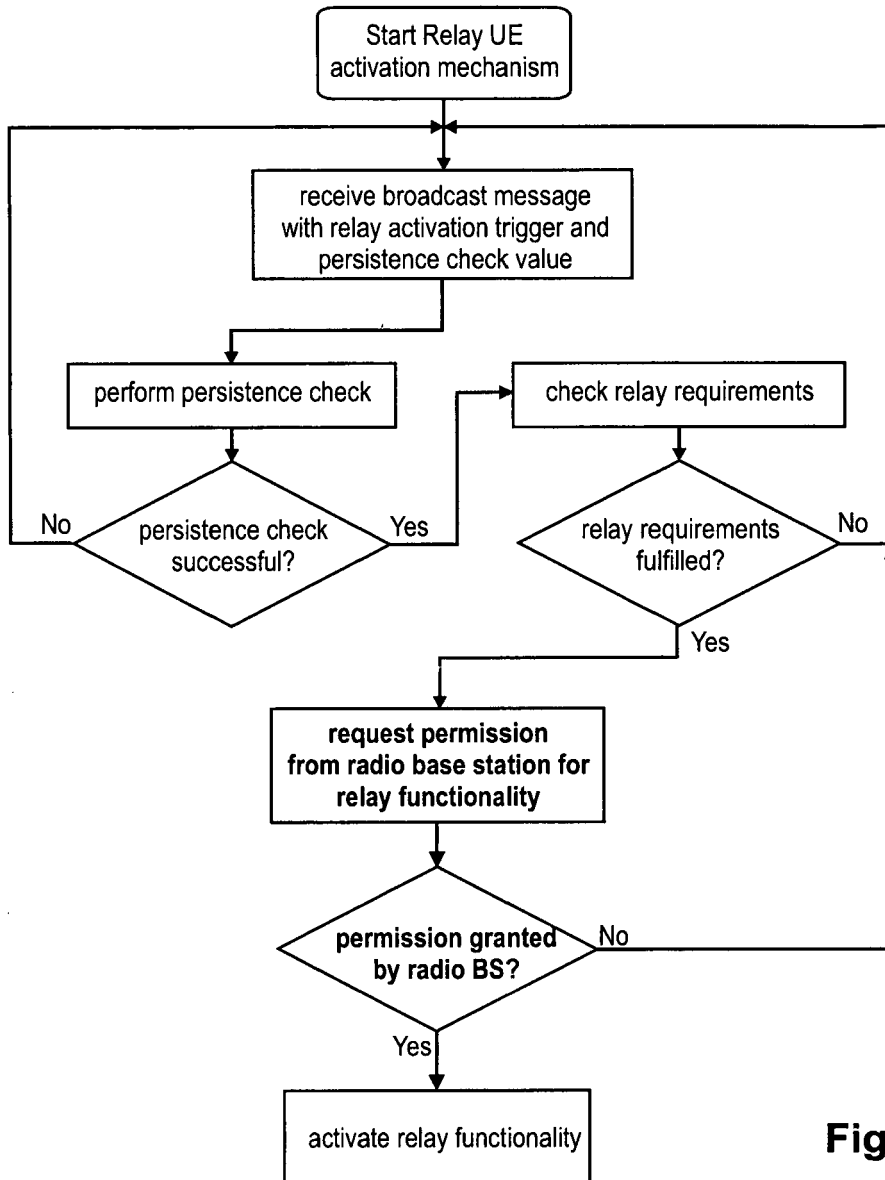 Start Relay UE
activation mechanism
receive broadcast message
with relay activation trigger and
persistence check value
perform persistence check
check relay requirements
No
persistence check
successful?
Yes
relay requirements
fulfilled?
No
Yes
request permission
from radio base station for
relay functionality
permission granted
by radio BS?
No
Yes
activate relay functionality
Fig